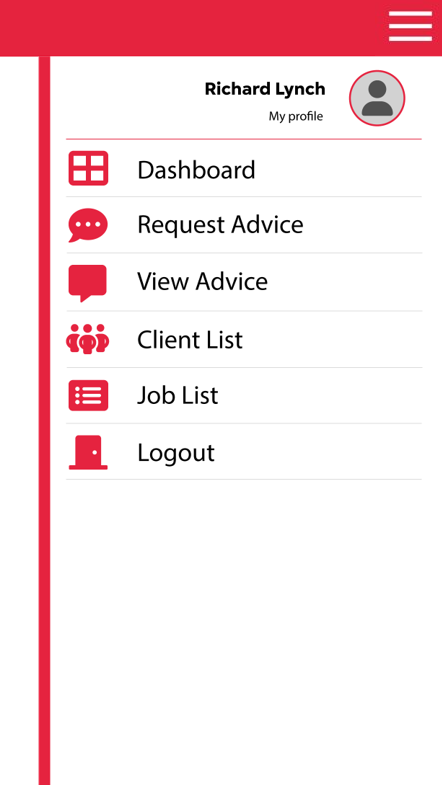 Richard Lynch
My profile
Dashboard
Request Advice
View Advice
Client List
Job List
Logout